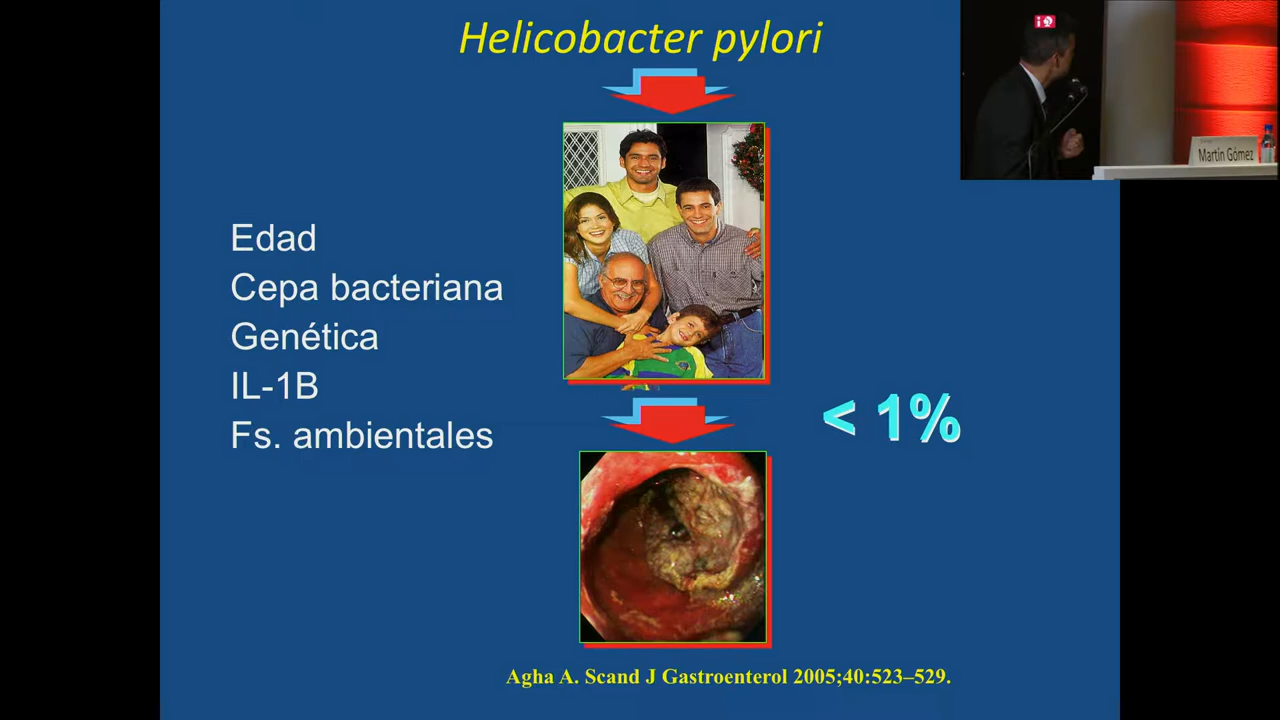 Helicobacter pylori
Edad
Cepa bacteriana
Genética
IL-1B
Fs. ambientales
< 1%
Agha A. Scand J Gastroenterol 2005;40:523–529.
Martín Gómez